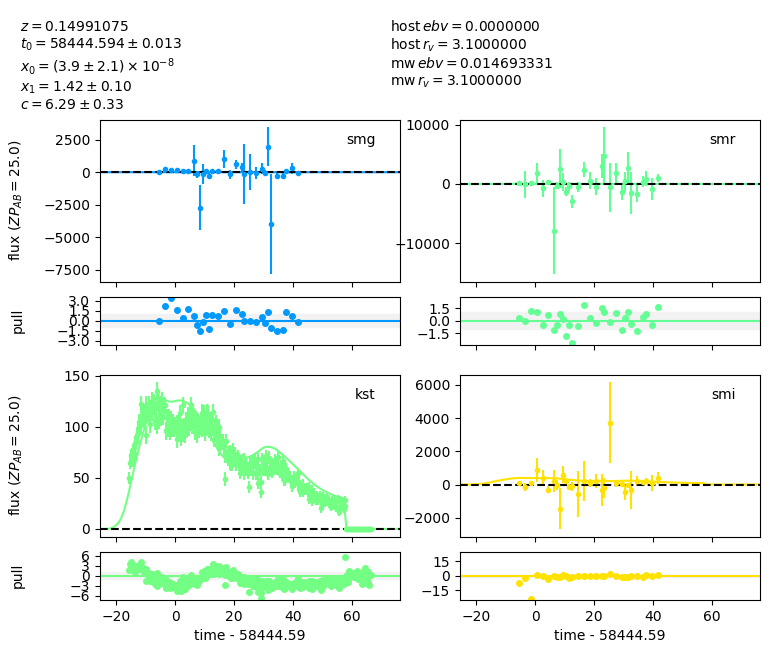 z = 0.14991075
t₀ = 58444.594 ± 0.013
x₀ = (3.9 ± 2.1) × 10⁻⁸
x₁ = 1.42 ± 0.10
c = 6.29 ± 0.33
host ebv = 0.0000000
host r_v = 3.1000000
mw ebv = 0.014693331
mw r_v = 3.1000000
flux (ZP_AB = 25.0)
2500
0
−2500
−5000
−7500
smg
10000
0
−10000
smr
pull
3.0
1.5
0.0
−1.5
−3.0
1.5
0.0
−1.5
flux (ZP_AB = 25.0)
150
100
50
0
kst
6000
4000
2000
0
−2000
smi
pull
6
3
0
−3
−6
15
0
−15
−20 0 20 40 60
−20 0 20 40 60
time - 58444.59
time - 58444.59